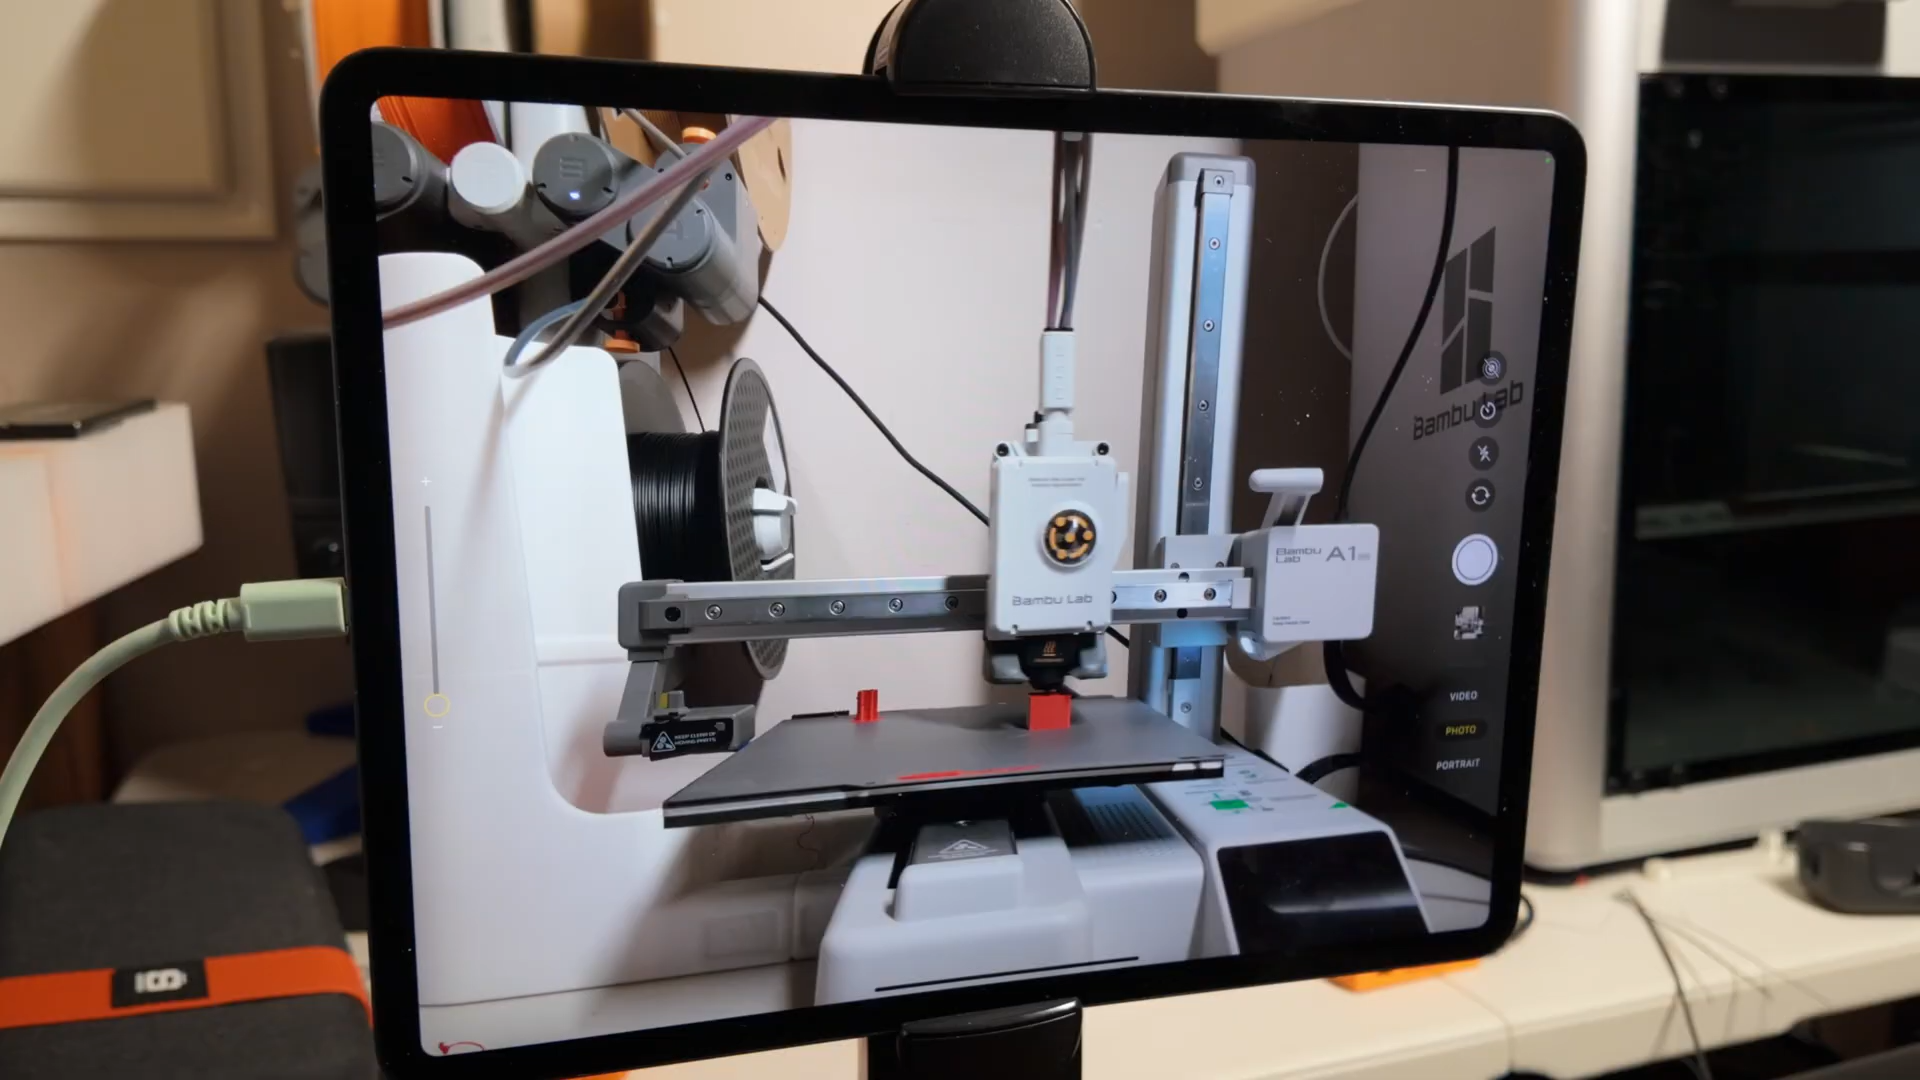 Bambu Lab
Bambu Lab
Bambu
Lab
A1
KEEP CLEAR OF
MOVING PARTS
VIDEO
PHOTO
PORTRAIT